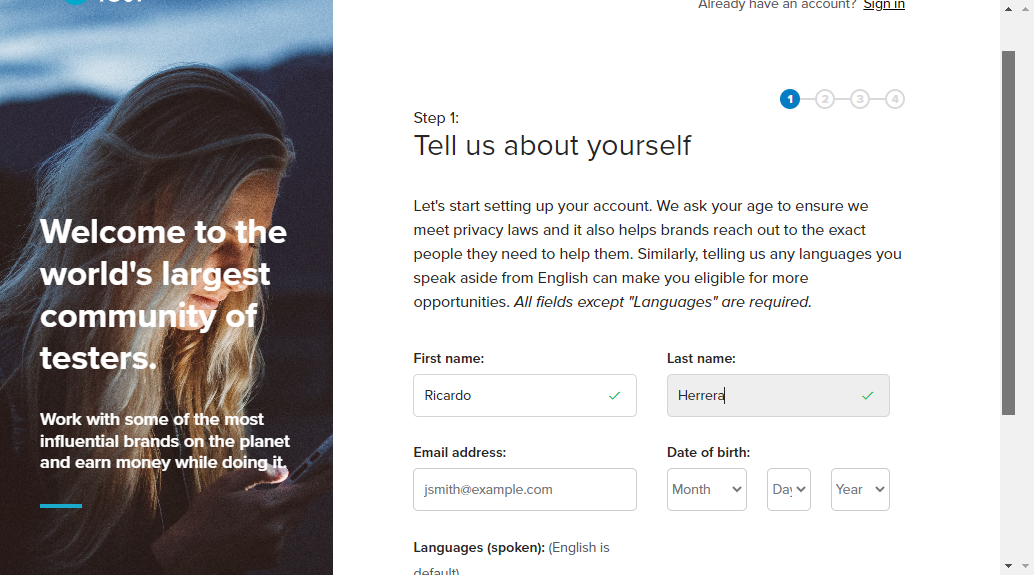 Already have an account? Sign in
1 2 3 4
Step 1:
Tell us about yourself
Let's start setting up your account. We ask your age to ensure we
meet privacy laws and it also helps brands reach out to the exact
people they need to help them. Similarly, telling us any languages you
speak aside from English can make you eligible for more
opportunities. All fields except "Languages" are required.
First name: Last name:
Ricardo Herrera
Email address: Date of birth:
jsmith@example.com Month Day Year
Languages (spoken): (English is
default)
Welcome to the
world's largest
community of
testers.
Work with some of the most
influential brands on the planet
and earn money while doing it.